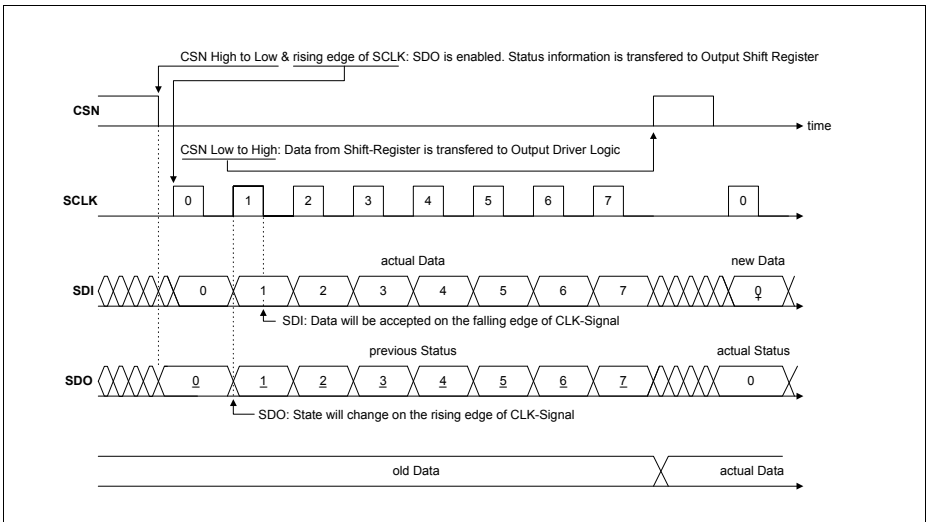 CSN High to Low & rising edge of SCLK: SDO is enabled. Status information is transfered to Output Shift Register
CSN
time
CSN Low to High: Data from Shift-Register is transfered to Output Driver Logic
SCLK
0 1 2 3 4 5 6 7 0
actual Data
new Data
SDI
0 1 2 3 4 5 6 7 0
+
SDI: Data will be accepted on the falling edge of CLK-Signal
previous Status
actual Status
SDO
0 1 2 3 4 5 6 7 0
SDO: State will change on the rising edge of CLK-Signal
old Data
actual Data